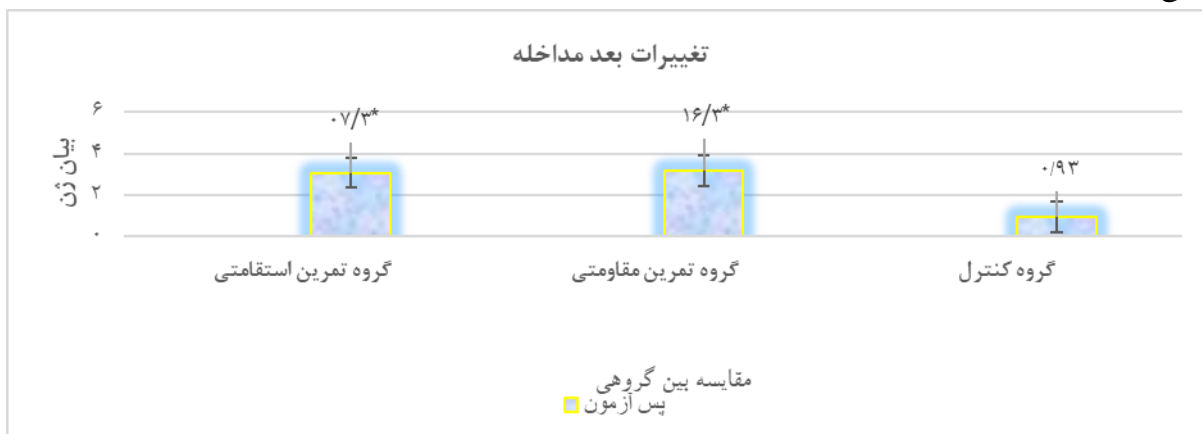 تغییرات بعد مداخله
بیان ژن
۶
۴
۲
۰
۰۷/۳*
۱۶/۳*
۰/۹۳
گروه تمرین استقامتی
گروه تمرین مقاومتی
گروه کنترل
مقایسه بین گروهی
پس آزمون